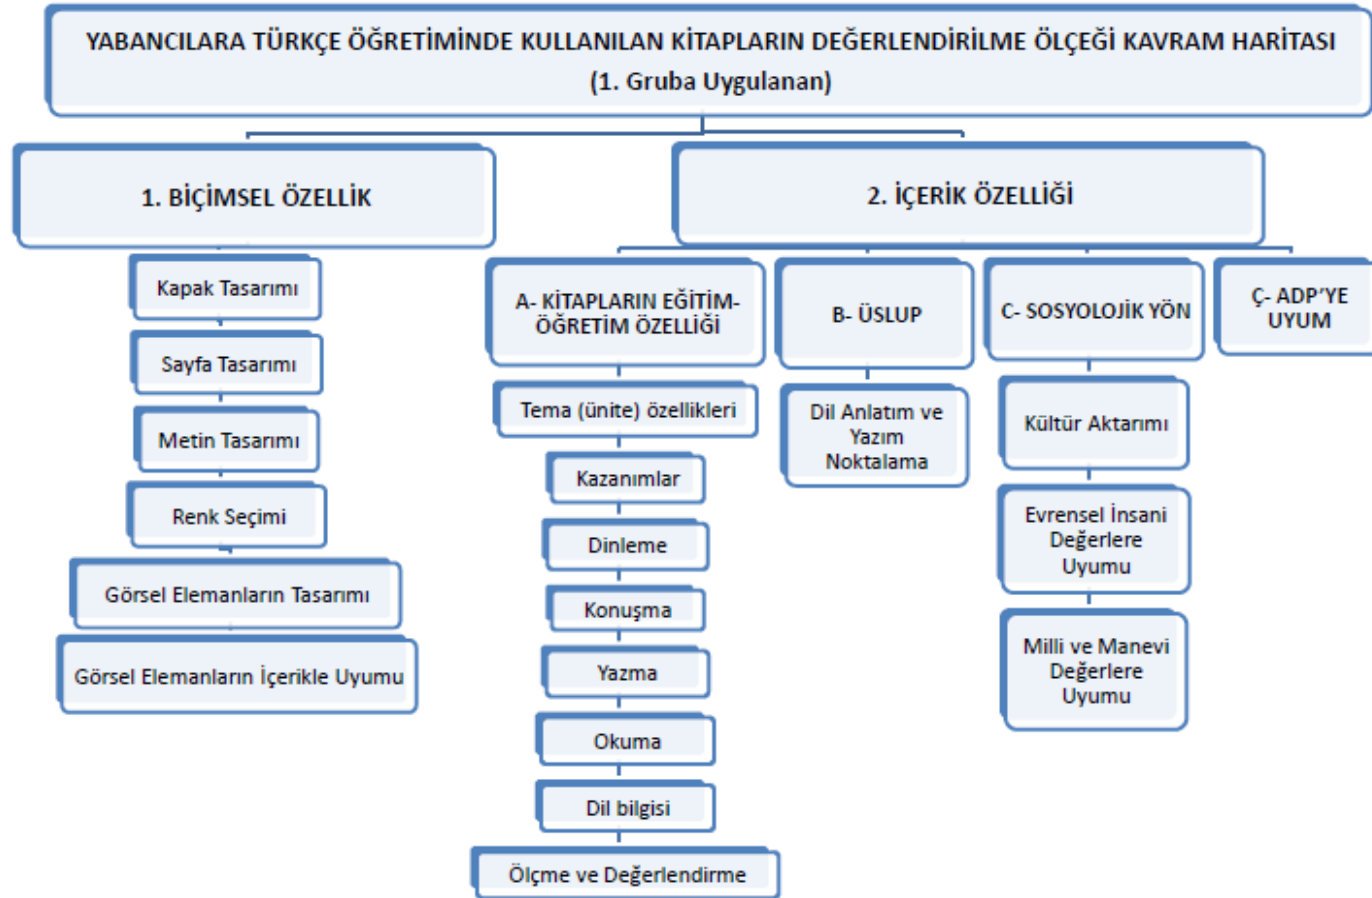 YABANCILARA TÜRKÇE ÖĞRETİMİNDE KULLANILAN KİTAPLARIN DEĞERLENDİRİLME ÖLÇEĞİ KAVRAM HARİTASI
(1. Gruba Uygulanan)
1. BİÇİMSEL ÖZELLİK
Kapak Tasarımı
Sayfa Tasarımı
Metin Tasarımı
Renk Seçimi
Görsel Elemanların Tasarımı
Görsel Elemanların İçerikle Uyumu
2. İÇERİK ÖZELLİĞİ
A- KİTAPLARIN EĞİTİM-
ÖĞRETİM ÖZELLİĞİ
Tema (ünite) özellikleri
Kazanımlar
Dinleme
Konuşma
Yazma
Okuma
Dil bilgisi
Ölçme ve Değerlendirme
B- ÜSLUP
Dil Anlatım ve
Yazım
Noktalama
C- SOSYOLOJİK YÖN
Kültür Aktarımı
Evrensel İnsani
Değerlere
Uyumu
Milli ve Manevi
Değerlere
Uyumu
Ç- ADP'YE
UYUM